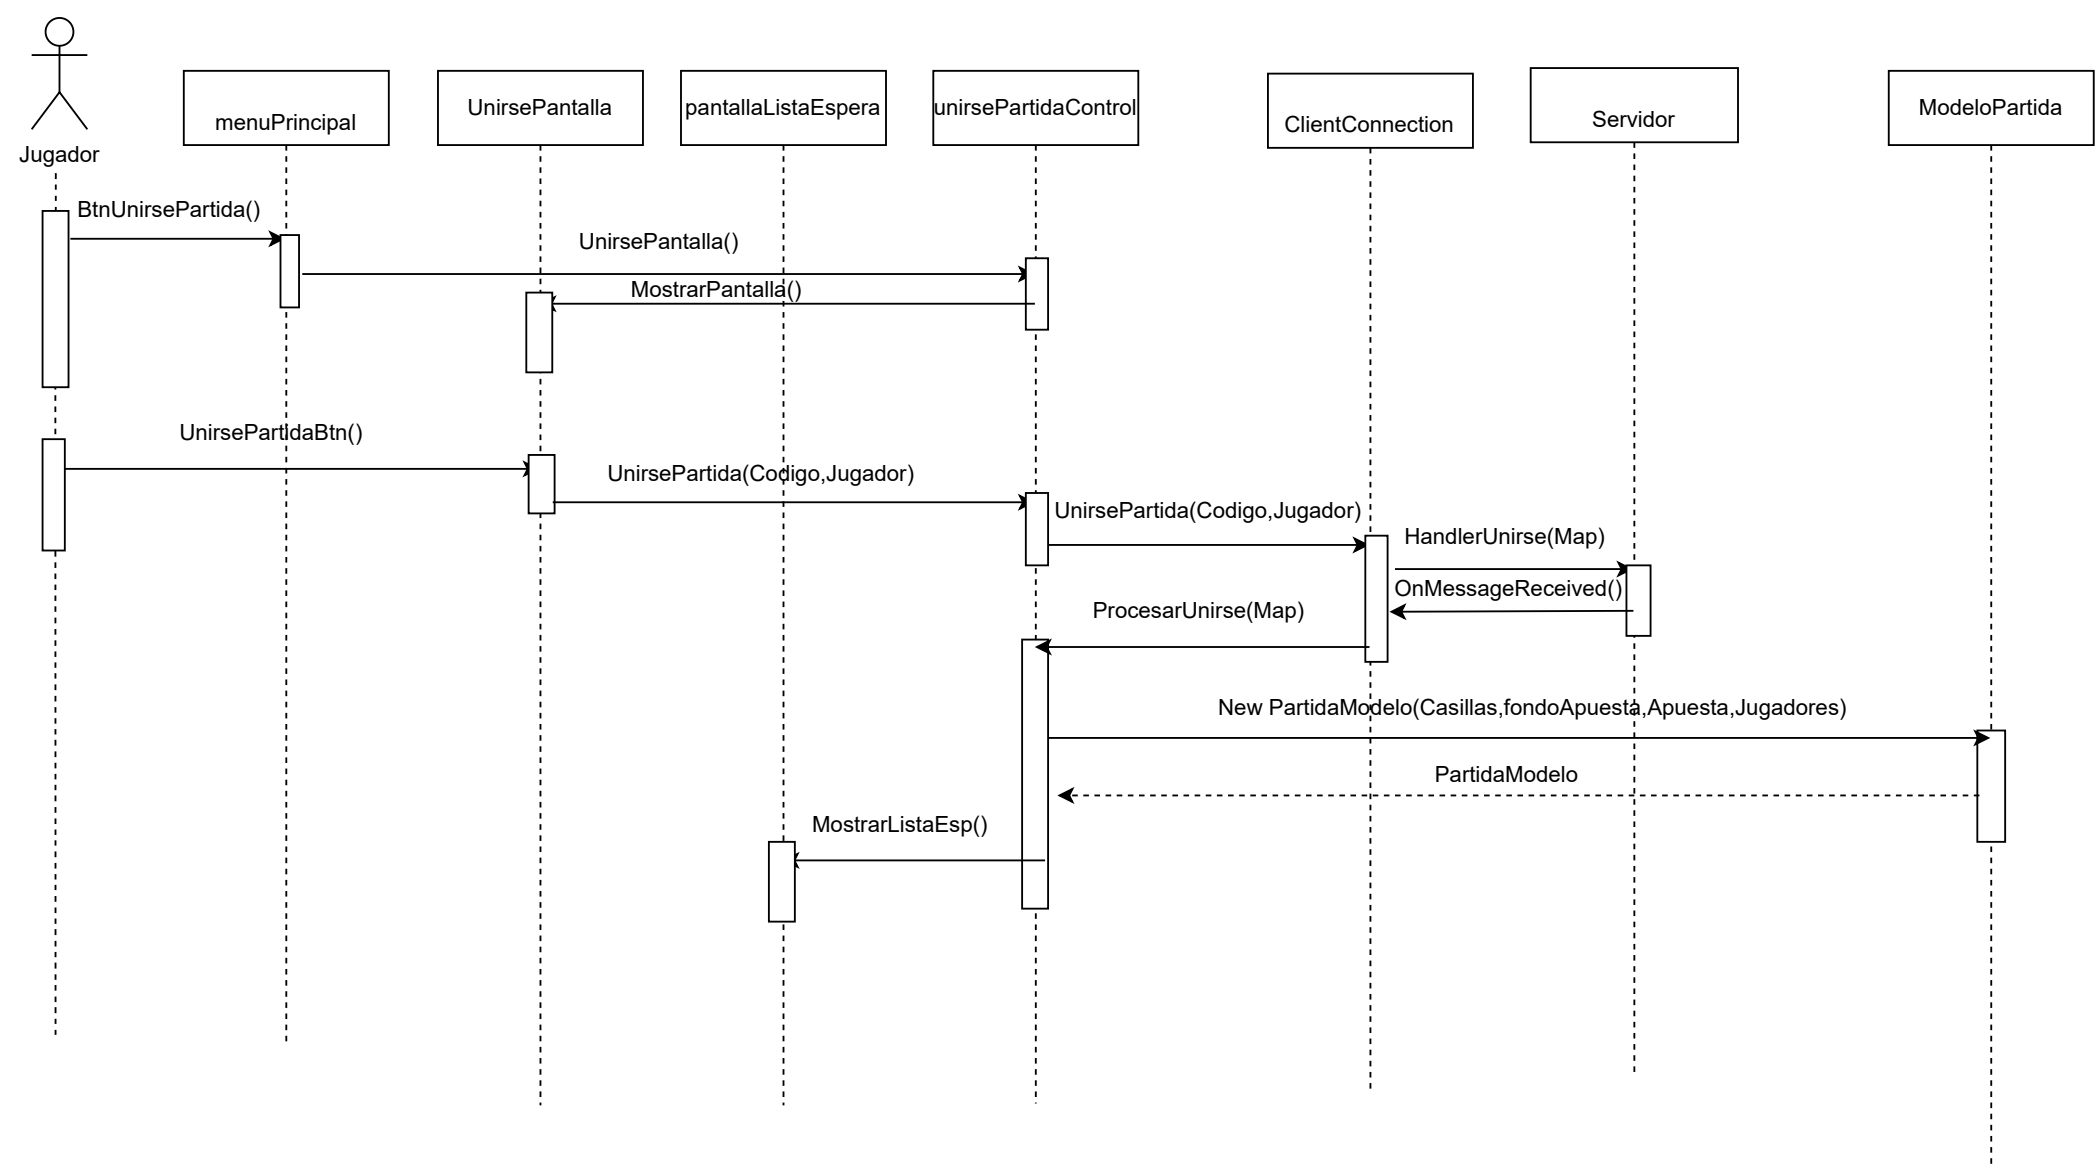 Jugador
menuPrincipal
UnirsePantalla
pantallaListaEspera
unirsePartidaControl
ClientConnection
Servidor
ModeloPartida
BtnUnirsePartida()
UnirsePantalla()
MostrarPantalla()
UnirsePartidaBtn()
UnirsePartida(Codigo,Jugador)
UnirsePartida(Codigo,Jugador)
HandlerUnirse(Map)
OnMessageReceived()
ProcesarUnirse(Map)
New PartidaModelo(Casillas,fondoApuesta,Apuesta,Jugadores)
PartidaModelo
MostrarListaEsp()